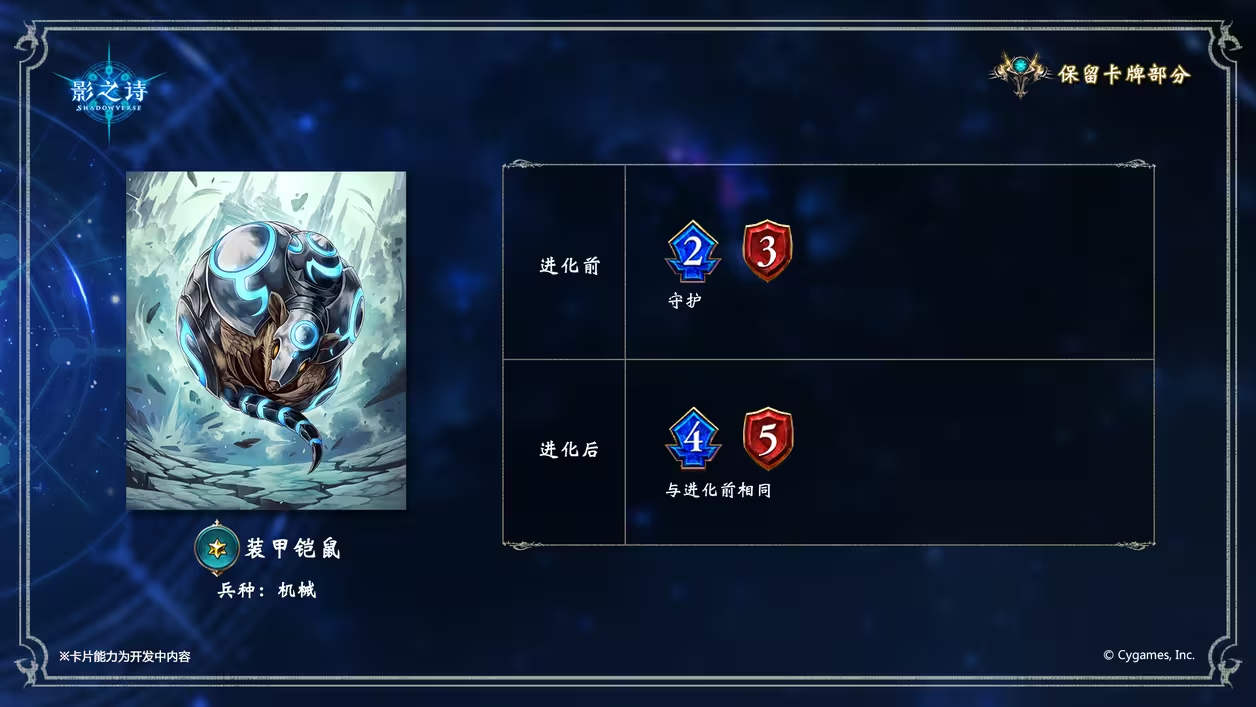 影之诗
SHADOWVERSE
保留卡牌部分
进化前
2 3
守护
进化后
4 5
与进化前相同
装甲铠鼠
兵种：机械
※卡片能力为开发中内容
© Cygames, Inc.